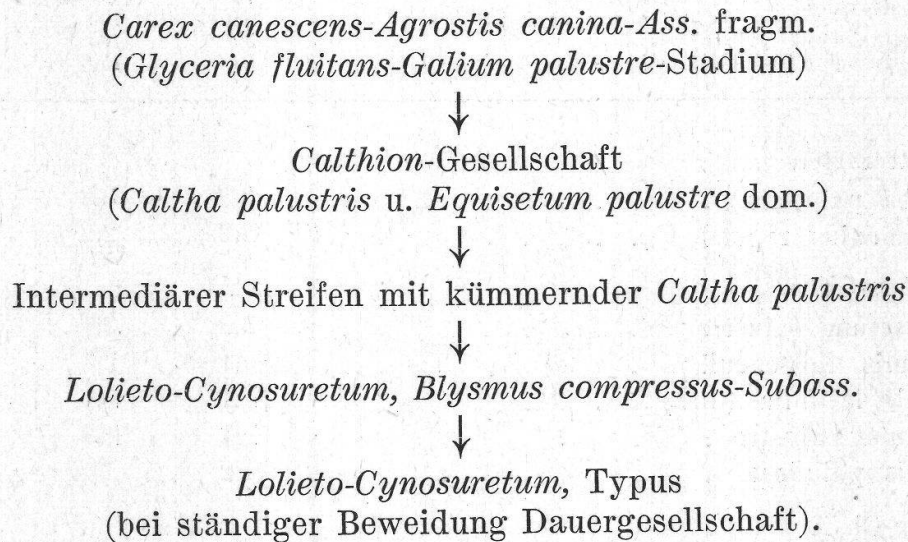 Carex canescens-Agrostis canina-Ass. fragm.
(Glyceria fluitans-Galium palustre-Stadium)
↓
Calthion-Gesellschaft
(Caltha palustris u. Equisetum palustre dom.)
↓
Intermediärer Streifen mit kümmernder Caltha palustris
↓
Lolieto-Cynosuretum, Blysmus compressus-Subass.
↓
Lolieto-Cynosuretum, Typus
(bei ständiger Beweidung Dauergesellschaft).